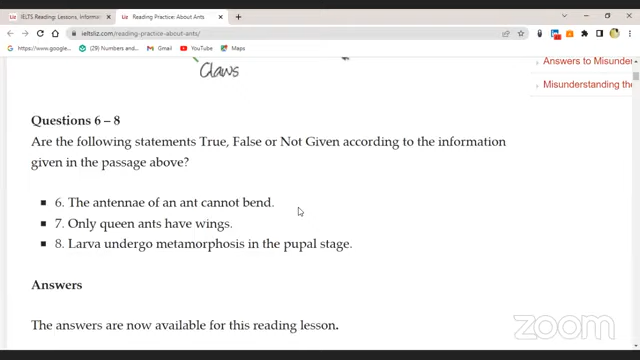 IELTS Reading: Lessons, Informati
Reading Practice: About Ants
ieltsliz.com/reading-practice-about-ants/
https://www.google...
(29) Numbers and...
Gmail
YouTube
Maps
Claws
Answers to Misunder
Misunderstanding the
Questions 6 – 8
Are the following statements True, False or Not Given according to the information
given in the passage above?
6. The antennae of an ant cannot bend.
7. Only queen ants have wings.
8. Larva undergo metamorphosis in the pupal stage.
Answers
The answers are now available for this reading lesson.
zoom